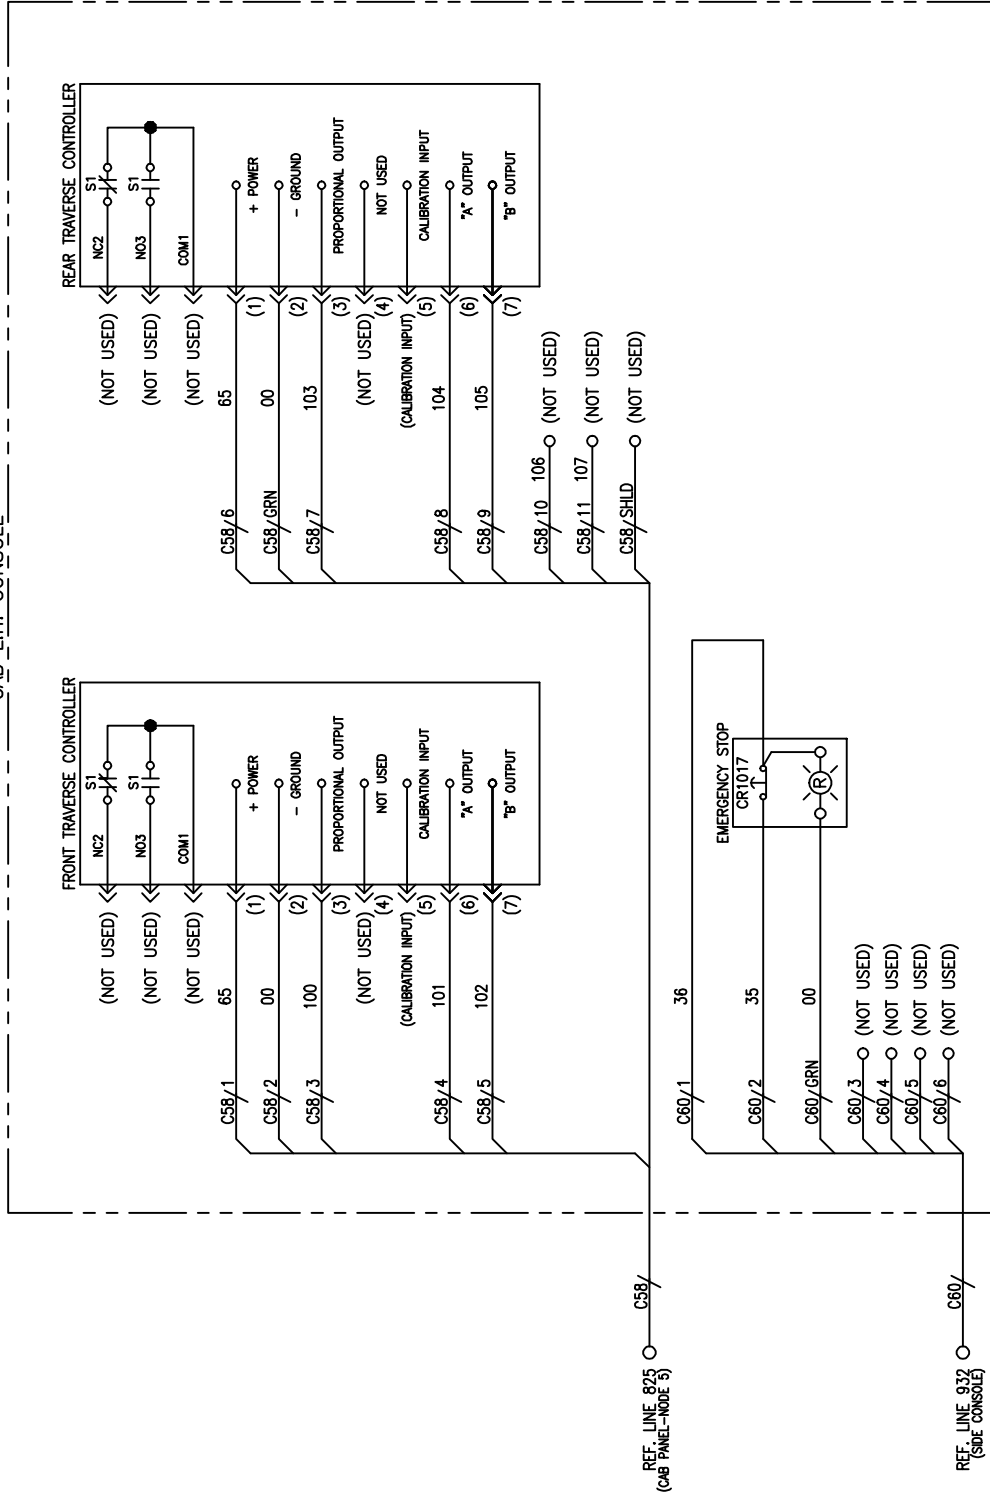 REAR TRAVERSE CONTROLLER
S1
NC2
(NOT USED)
S1
NO3
(NOT USED)
COM1
(NOT USED)
+ POWER
(1)
65
C58/6
- GROUND
(2)
00
C58/GRN
PROPORTIONAL OUTPUT
(3)
103
C58/7
NOT USED
(4)
(NOT USED)
CALIBRATION INPUT
(5)
(CALIBRATION INPUT)
"A" OUTPUT
(6)
104
C58/8
"B" OUTPUT
(7)
105
C58/9
C58/10
106
(NOT USED)
C58/11
107
(NOT USED)
C58/SHLD
(NOT USED)
FRONT TRAVERSE CONTROLLER
S1
NC2
(NOT USED)
S1
NO3
(NOT USED)
COM1
(NOT USED)
+ POWER
(1)
65
C58/1
- GROUND
(2)
00
C58/2
PROPORTIONAL OUTPUT
(3)
100
C58/3
NOT USED
(4)
(NOT USED)
CALIBRATION INPUT
(5)
(CALIBRATION INPUT)
"A" OUTPUT
(6)
101
C58/4
"B" OUTPUT
(7)
102
C58/5
EMERGENCY STOP
CR1017
R
36
C60/1
35
C60/2
00
C60/GRN
C60/3
(NOT USED)
C60/4
(NOT USED)
C60/5
(NOT USED)
C60/6
(NOT USED)
C58
REF. LINE 825
(CAB PANEL-NODE 5)
C60
REF. LINE 932
(SIDE CONSOLE)